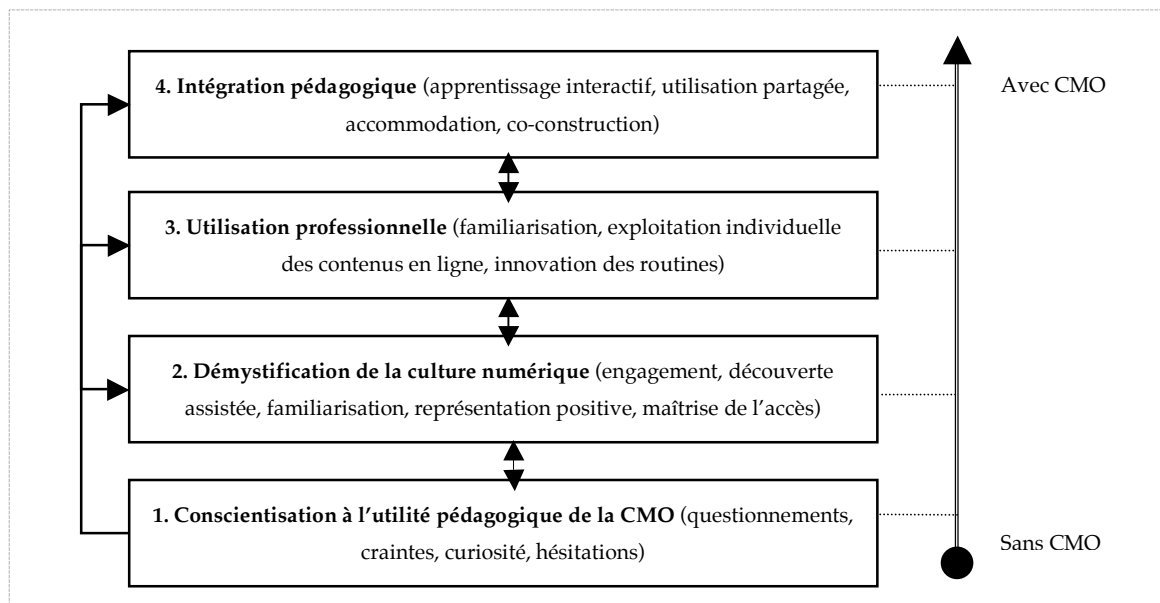 4. Intégration pédagogique (apprentissage interactif, utilisation partagée,
accommodation, co-construction)
Avec CMO
3. Utilisation professionnelle (familiarisation, exploitation individuelle
des contenus en ligne, innovation des routines)
2. Démystification de la culture numérique (engagement, découverte
assistée, familiarisation, représentation positive, maîtrise de l’accès)
1. Conscientisation à l’utilité pédagogique de la CMO (questionnements,
craintes, curiosité, hésitations)
Sans CMO